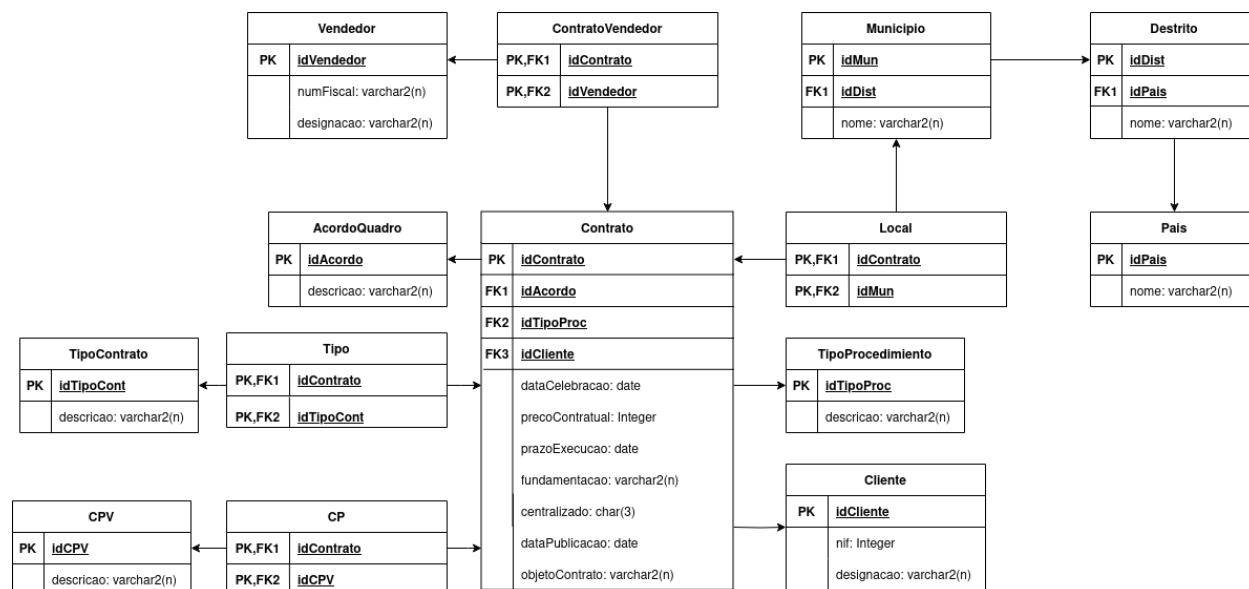 Vendedor
PK idVendedor
numFiscal: varchar2(n)
designacao: varchar2(n)
ContratoVendedor
PK,FK1 idContrato
PK,FK2 idVendedor
Municipio
PK idMun
FK1 idDist
nome: varchar2(n)
Destrito
PK idDist
FK1 idPais
nome: varchar2(n)
AcordoQuadro
PK idAcordo
descricao: varchar2(n)
Contrato
PK idContrato
FK1 idAcordo
FK2 idTipoProc
FK3 idCliente
dataCelebracao: date
precoContratual: Integer
prazoExecucao: date
fundamentacao: varchar2(n)
centralizado: char(3)
dataPublicacao: date
objetoContrato: varchar2(n)
Local
PK,FK1 idContrato
PK,FK2 idMun
Pais
PK idPais
nome: varchar2(n)
TipoContrato
PK idTipoCont
descricao: varchar2(n)
Tipo
PK,FK1 idContrato
PK,FK2 idTipoCont
TipoProcedimiento
PK idTipoProc
descricao: varchar2(n)
CPV
PK idCPV
descricao: varchar2(n)
CP
PK,FK1 idContrato
PK,FK2 idCPV
Cliente
PK idCliente
nif: Integer
designacao: varchar2(n)